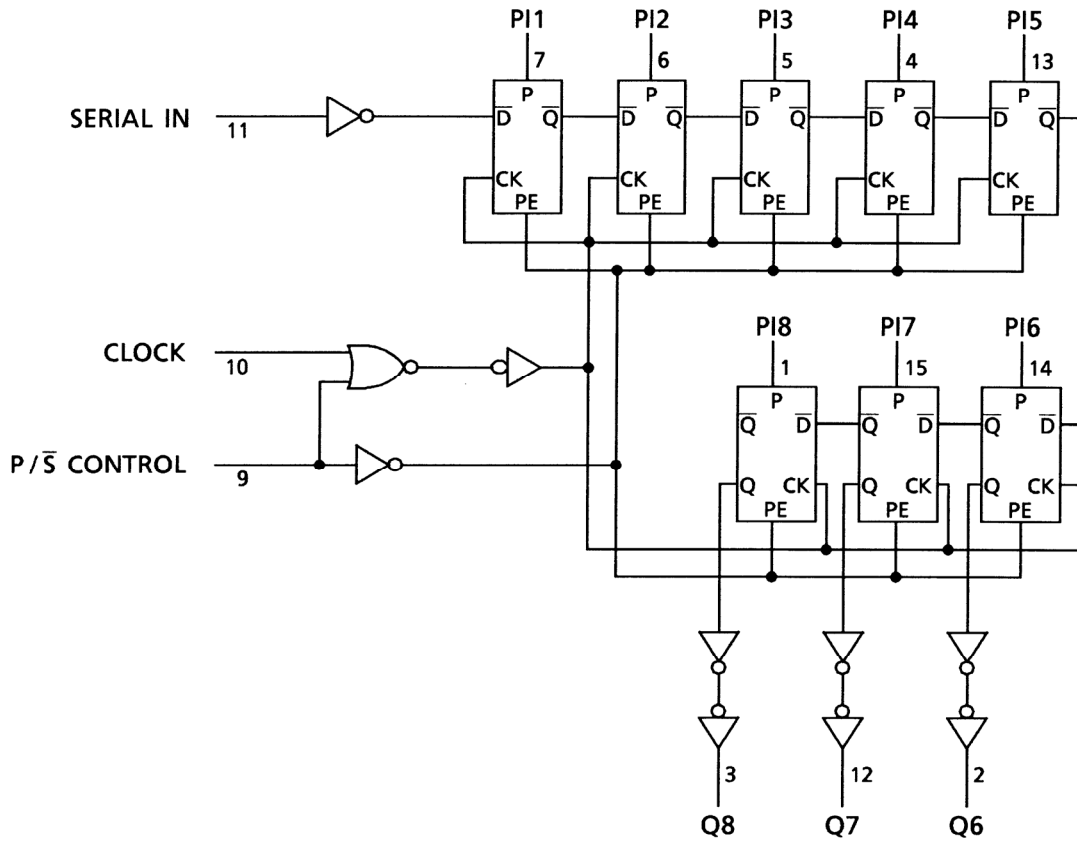 PI1 PI2 PI3 PI4 PI5
7 6 5 4 13
P P P P P
SERIAL IN 11 D̅ Q̅ D̅ Q̅ D̅ Q̅ D̅ Q̅ D̅ Q̅
CK CK CK CK CK
PE PE PE PE PE
PI8 PI7 PI6
CLOCK 10
1 15 14
P P P
Q̅ D̅ Q̅ D̅ Q̅ D̅
P/S̅ CONTROL 9
Q CK Q CK Q CK
PE PE PE
3 12 2
Q8 Q7 Q6